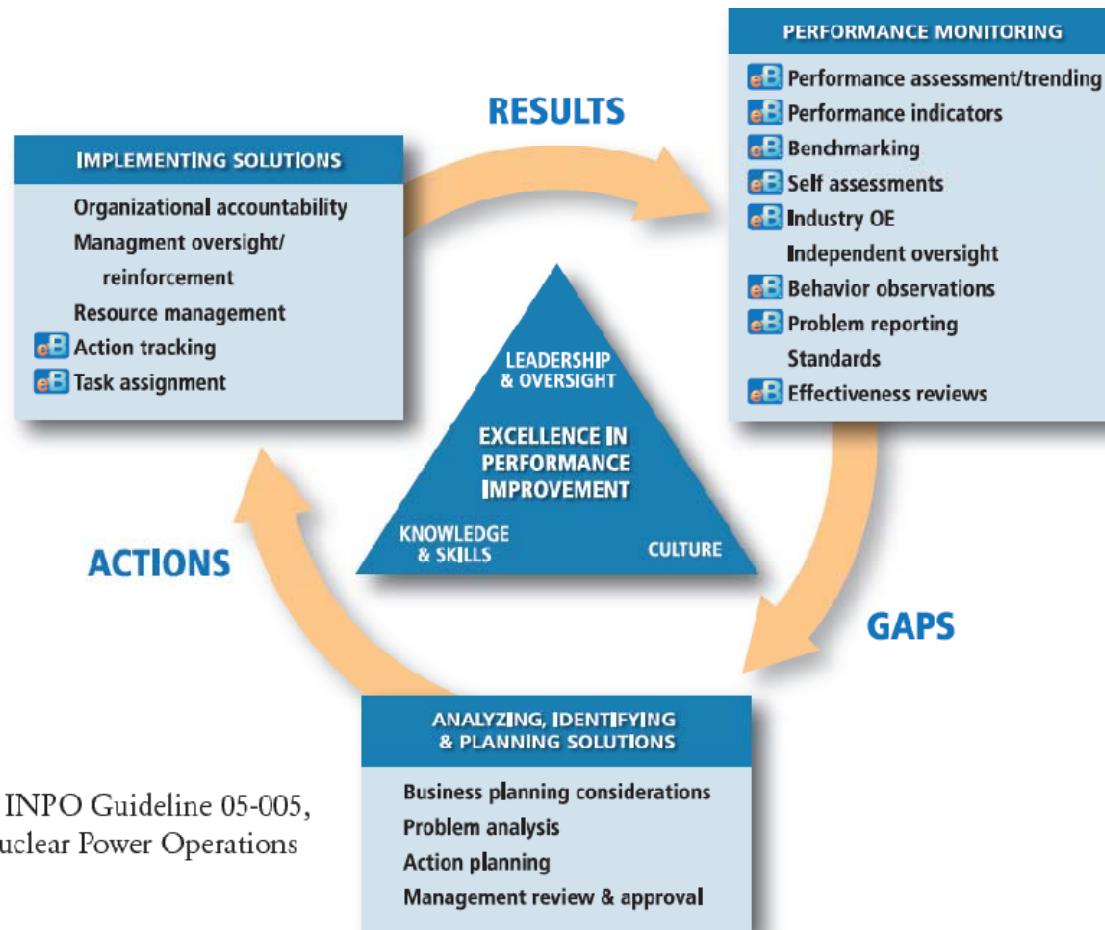 PERFORMANCE MONITORING
eB Performance assessment/trending
eB Performance indicators
eB Benchmarking
eB Self assessments
eB Industry OE
Independent oversight
eB Behavior observations
eB Problem reporting
Standards
eB Effectiveness reviews
RESULTS
IMPLEMENTING SOLUTIONS
Organizational accountability
Managment oversight/
reinforcement
Resource management
eB Action tracking
eB Task assignment
LEADERSHIP
& OVERSIGHT
EXCELLENCE IN
PERFORMANCE
IMPROVEMENT
KNOWLEDGE
& SKILLS
CULTURE
ACTIONS
GAPS
ANALYZING, IDENTIFYING
& PLANNING SOLUTIONS
Business planning considerations
Problem analysis
Action planning
Management review & approval
INPO Guideline 05-005,
uclear Power Operations